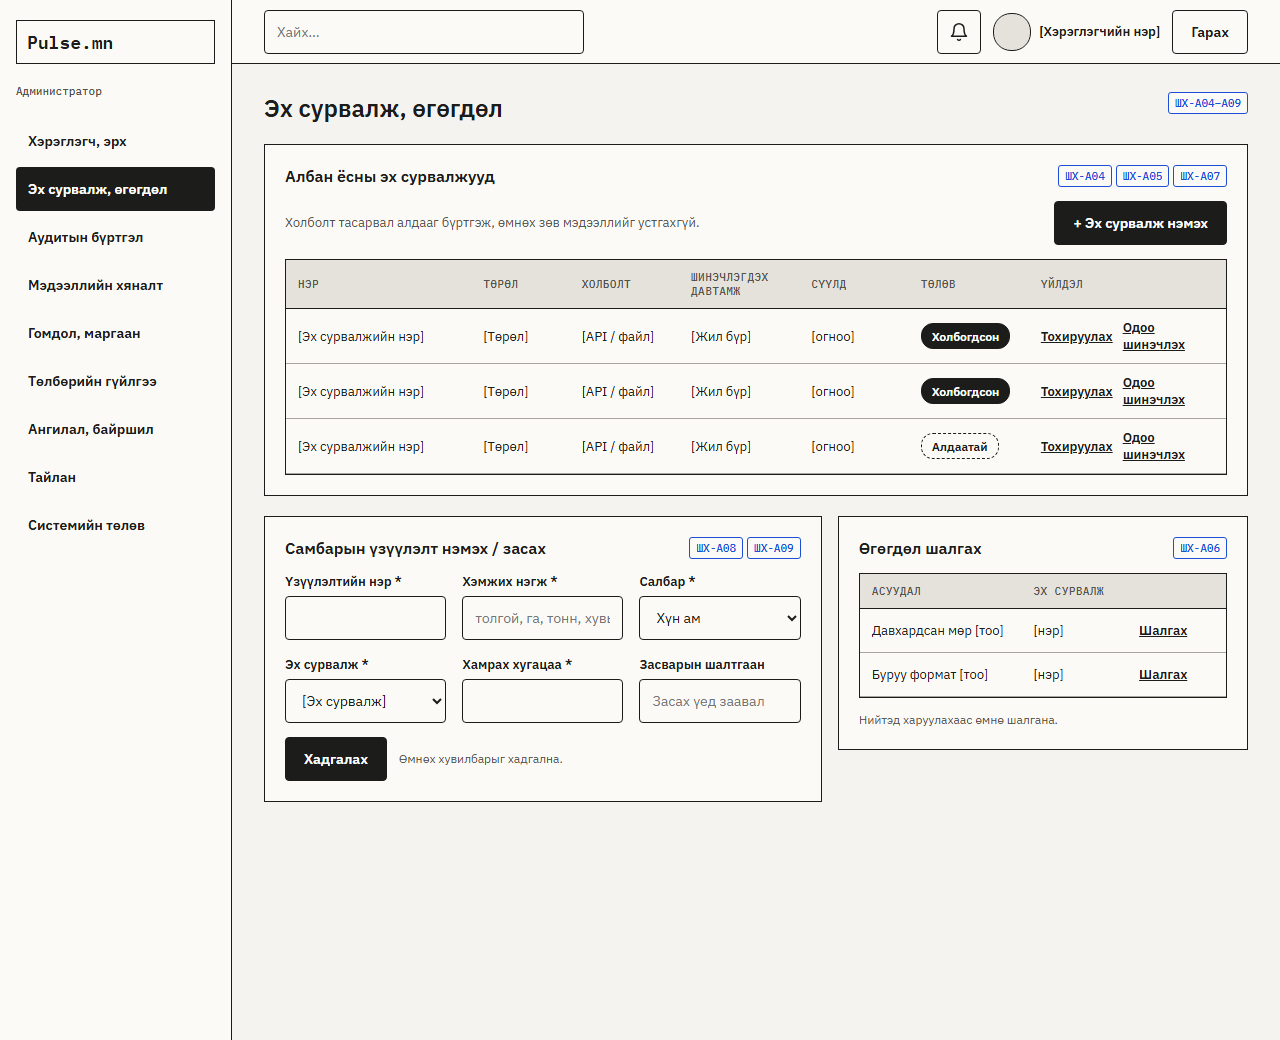 Pulse.mn
Администратор
Хэрэглэгч, эрх
Эх сурвалж, өгөгдөл
Аудитын бүртгэл
Мэдээллийн хяналт
Гомдол, маргаан
Төлбөрийн гүйлгээ
Ангилал, байршил
Тайлан
Системийн төлөв
Хайх...
[Хэрэглэгчийн нэр]
Гарах
Эх сурвалж, өгөгдөл
ШХ-А04–А09
Албан ёсны эх сурвалжууд
ШХ-А04 ШХ-А05 ШХ-А07
Холболт тасарвал алдааг бүртгэж, өмнөх зөв мэдээллийг устгахгүй.
+ Эх сурвалж нэмэх
НЭР ТӨРӨЛ ХОЛБОЛТ ШИНЭЧЛЭГДЭХ ДАВТАМЖ СҮҮЛД ТӨЛӨВ ҮЙЛДЭЛ
[Эх сурвалжийн нэр] [Төрөл] [API / файл] [Жил бүр] [огноо] Холбогдсон Тохируулах Одоо шинэчлэх
[Эх сурвалжийн нэр] [Төрөл] [API / файл] [Жил бүр] [огноо] Холбогдсон Тохируулах Одоо шинэчлэх
[Эх сурвалжийн нэр] [Төрөл] [API / файл] [Жил бүр] [огноо] Алдаатай Тохируулах Одоо шинэчлэх
Самбарын үзүүлэлт нэмэх / засах
ШХ-А08 ШХ-А09
Үзүүлэлтийн нэр * Хэмжих нэгж * Салбар *
толгой, га, тонн, хувь Хүн ам
Эх сурвалж * Хамрах хугацаа * Засварын шалтгаан
[Эх сурвалж] Засах үед заавал
Хадгалах Өмнөх хувилбарыг хадгална.
Өгөгдөл шалгах
ШХ-А06
АСУУДАЛ ЭХ СУРВАЛЖ
Давхардсан мөр [тоо] [нэр] Шалгах
Буруу формат [тоо] [нэр] Шалгах
Нийтэд харуулахаас өмнө шалгана.